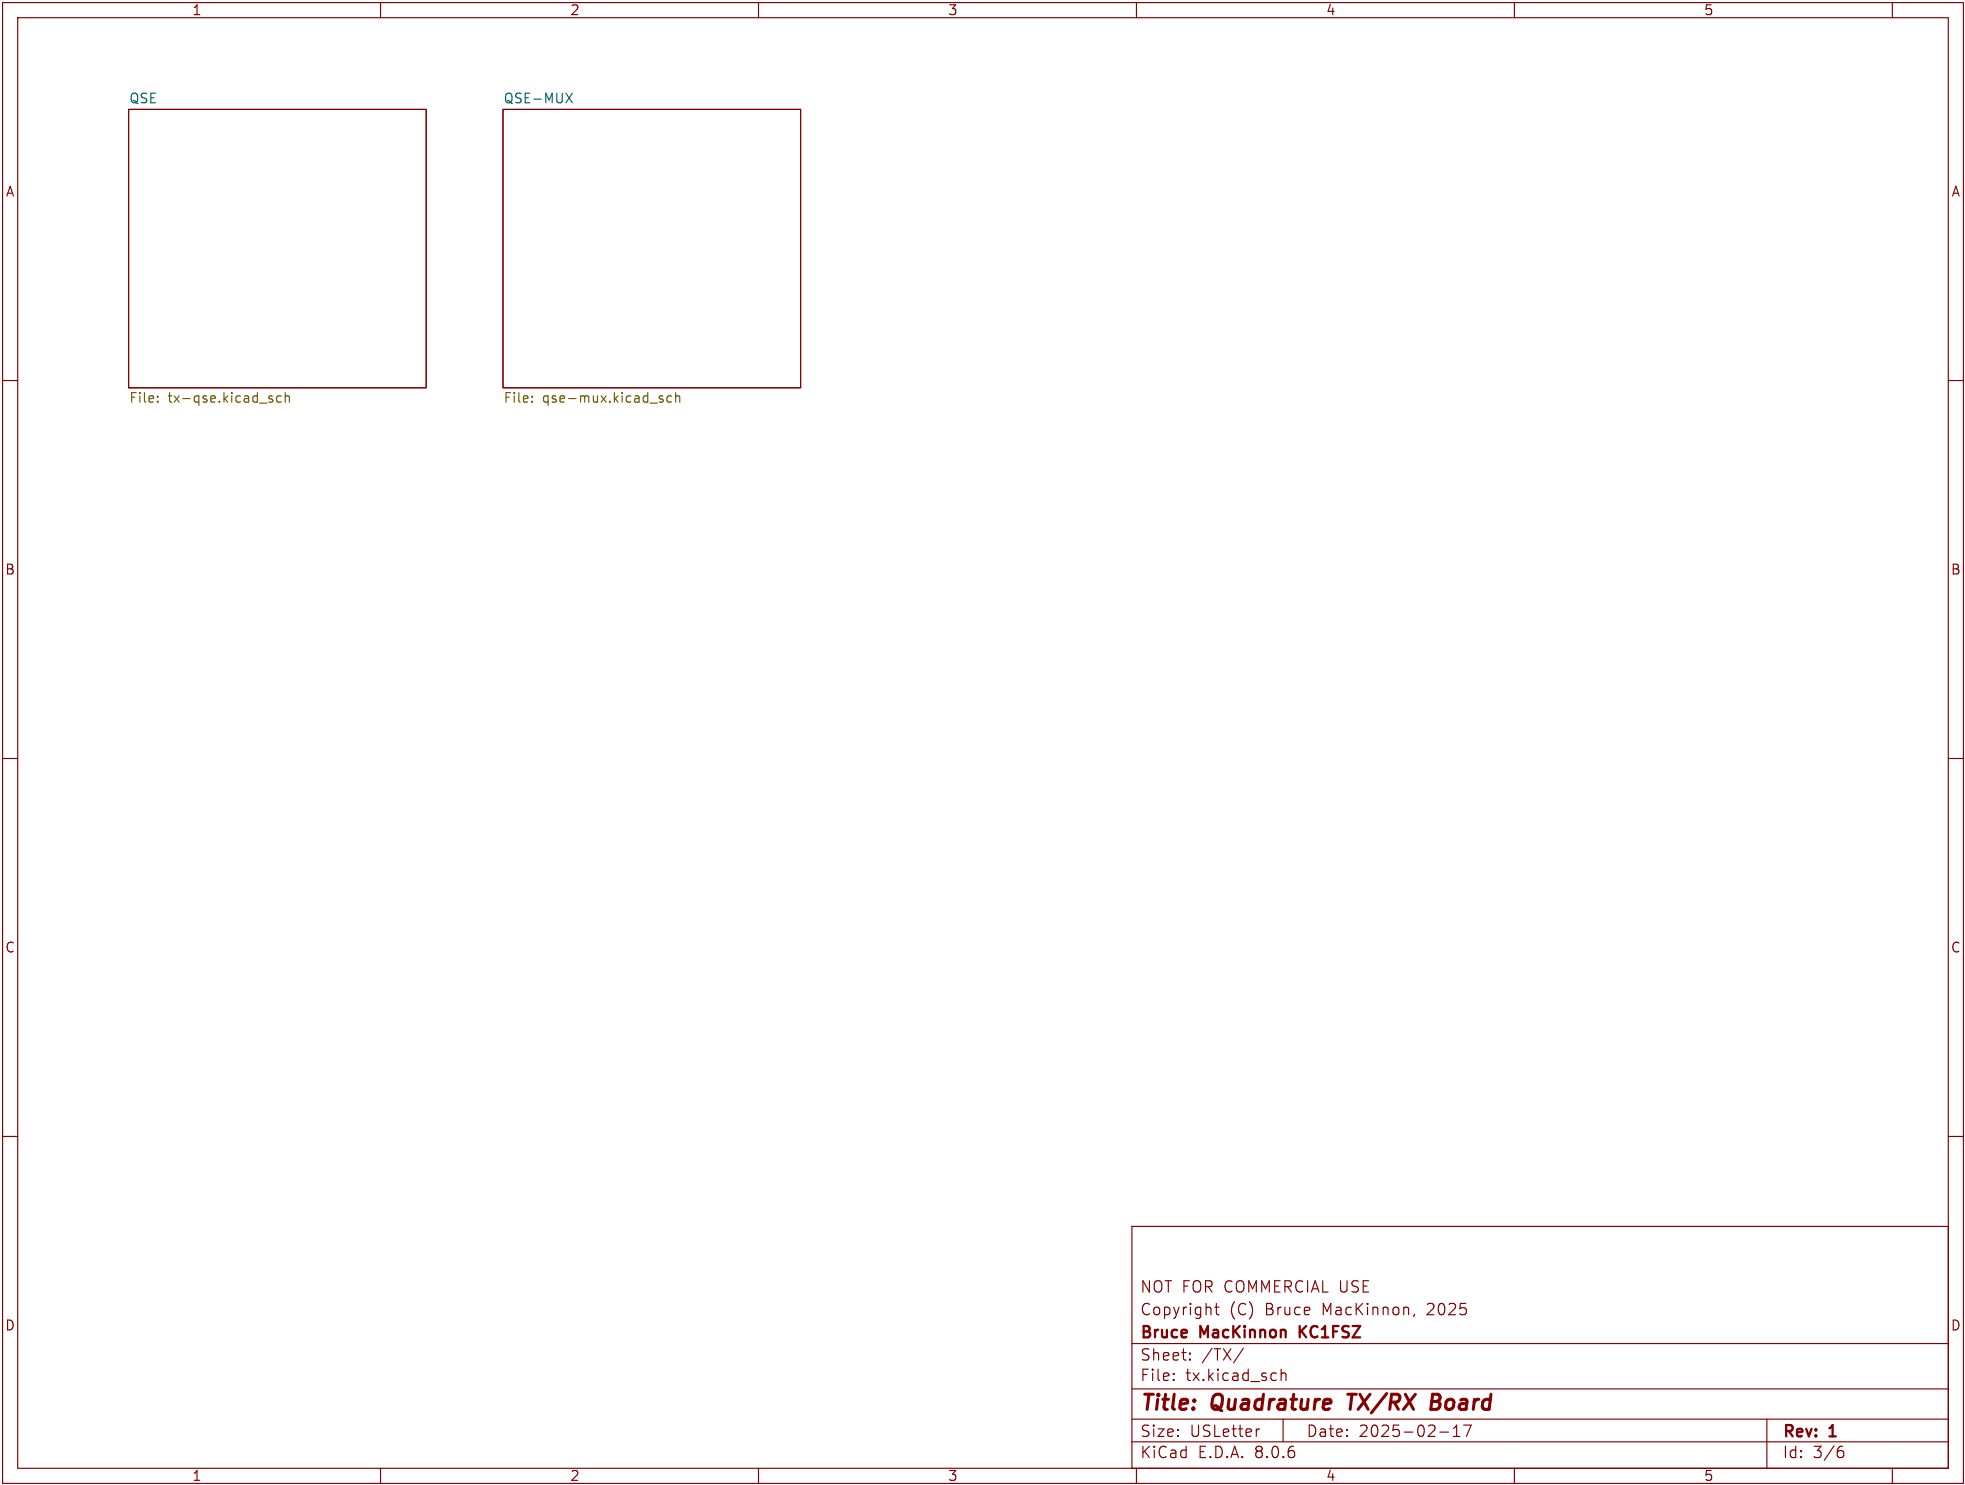 1 2 3 4 5
QSE QSE-MUX
A A
File: tx-qse.kicad_sch File: qse-mux.kicad_sch
B B
C C
NOT FOR COMMERCIAL USE
Copyright (C) Bruce MacKinnon, 2025
D D
Bruce MacKinnon KC1FSZ
Sheet: /TX/
File: tx.kicad_sch
Title: Quadrature TX/RX Board
Size: USLetter Date: 2025-02-17 Rev: 1
KiCad E.D.A. 8.0.6 Id: 3/6
1 2 3 4 5